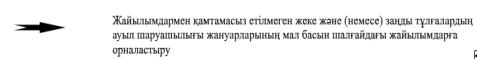 Жайылымдармен қамтамасыз етілмеген жеке және (немесе) заңды тұлғалардың
ауыл шаруашылығы жануарларының мал басын шалғайдағы жайылымдарға
орналастыру